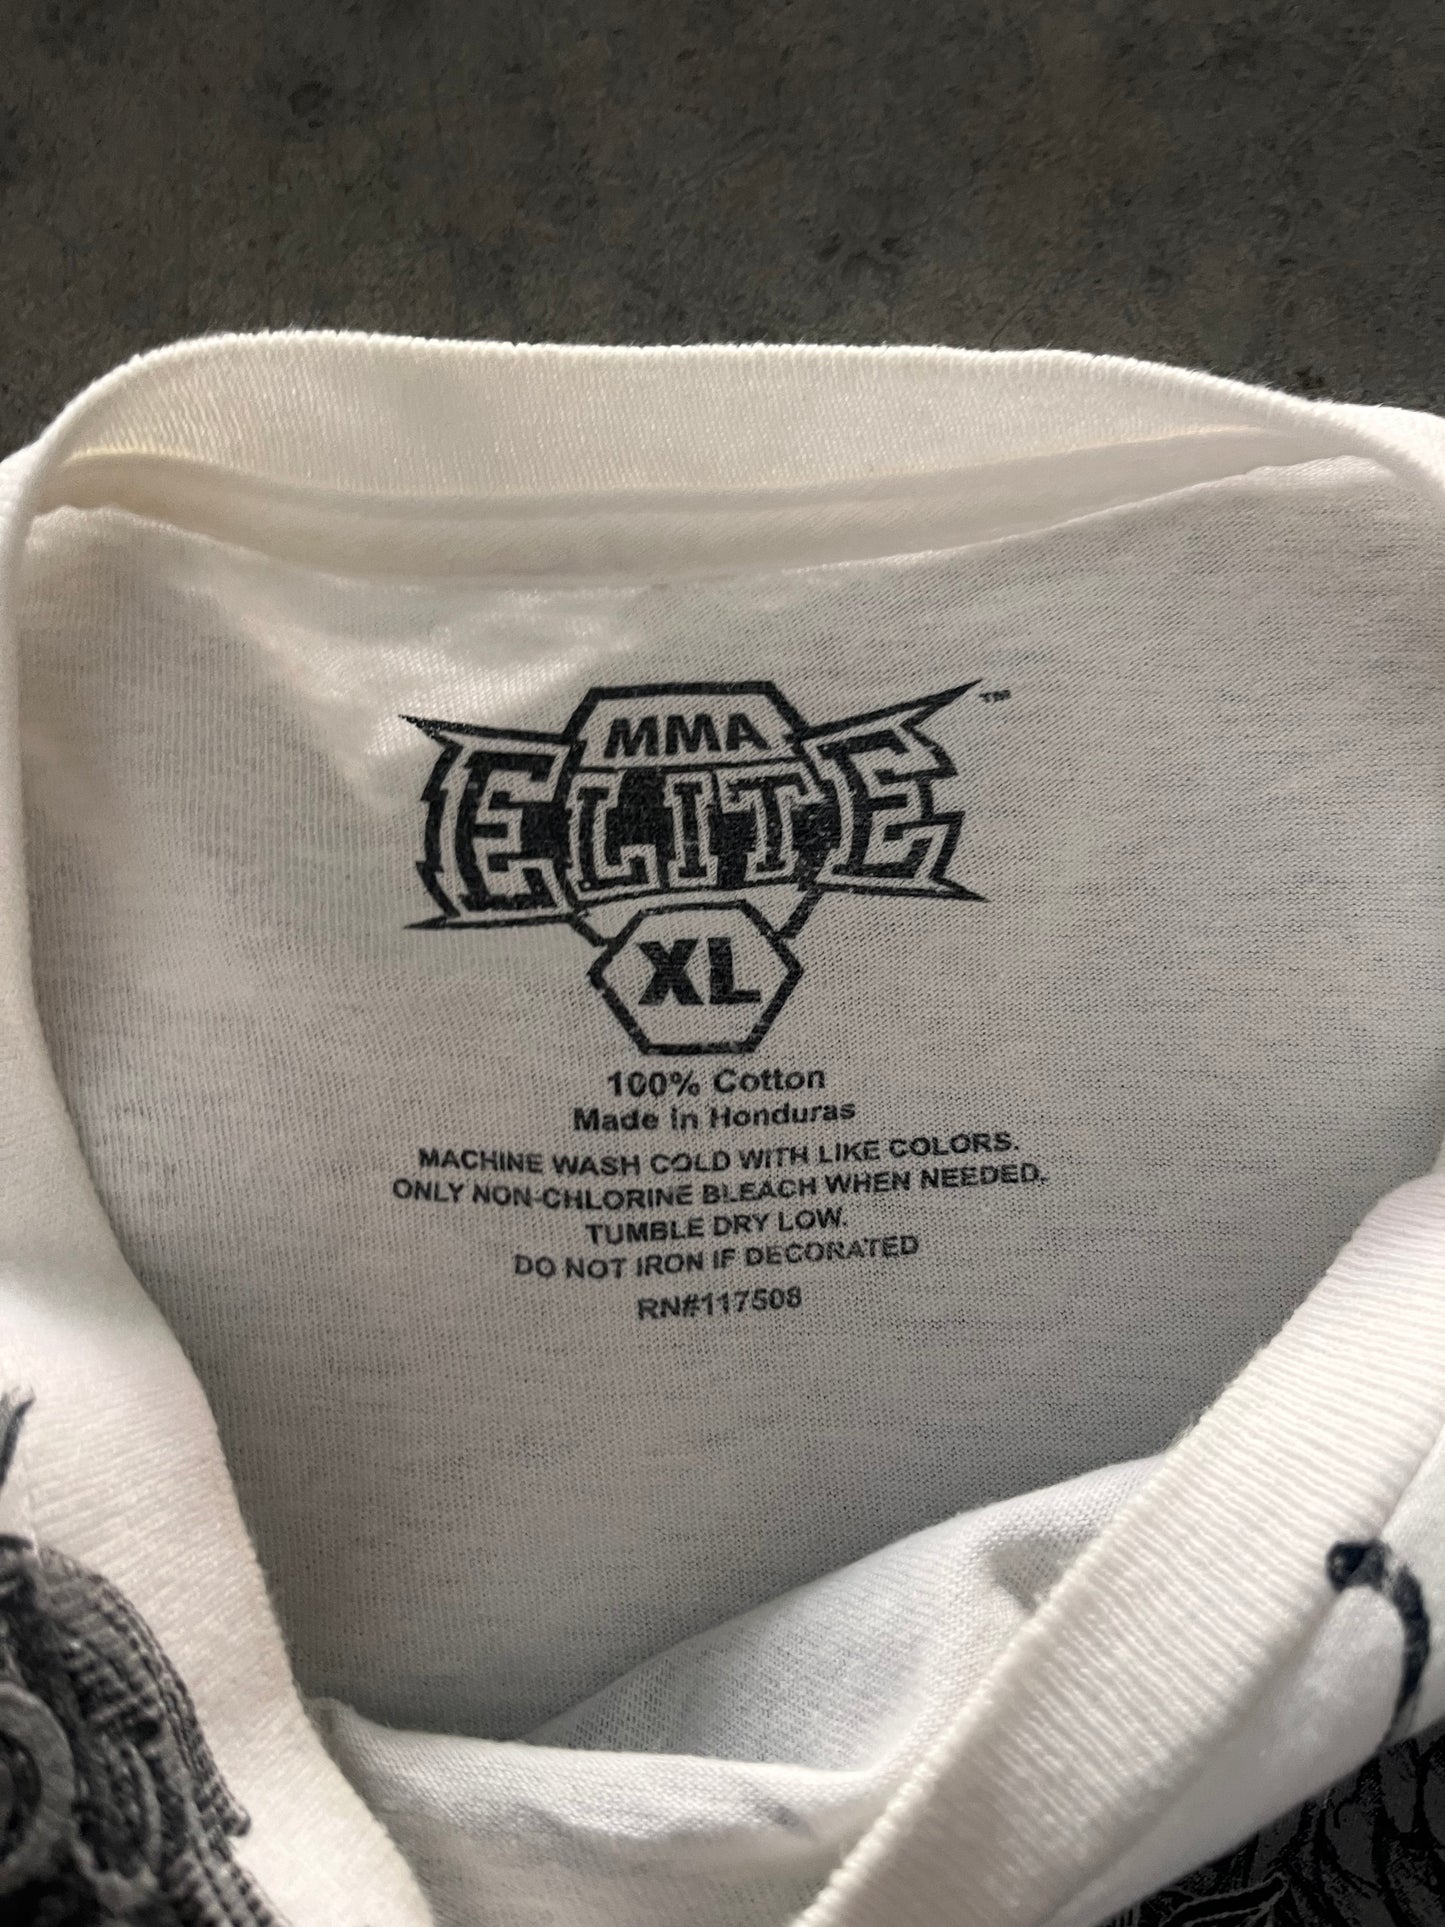 MMA
ELITE
TM
XL
100% Cotton
Made in Honduras
MACHINE WASH COLD WITH LIKE COLORS.
ONLY NON-CHLORINE BLEACH WHEN NEEDED.
TUMBLE DRY LOW.
DO NOT IRON IF DECORATED
RN#117508